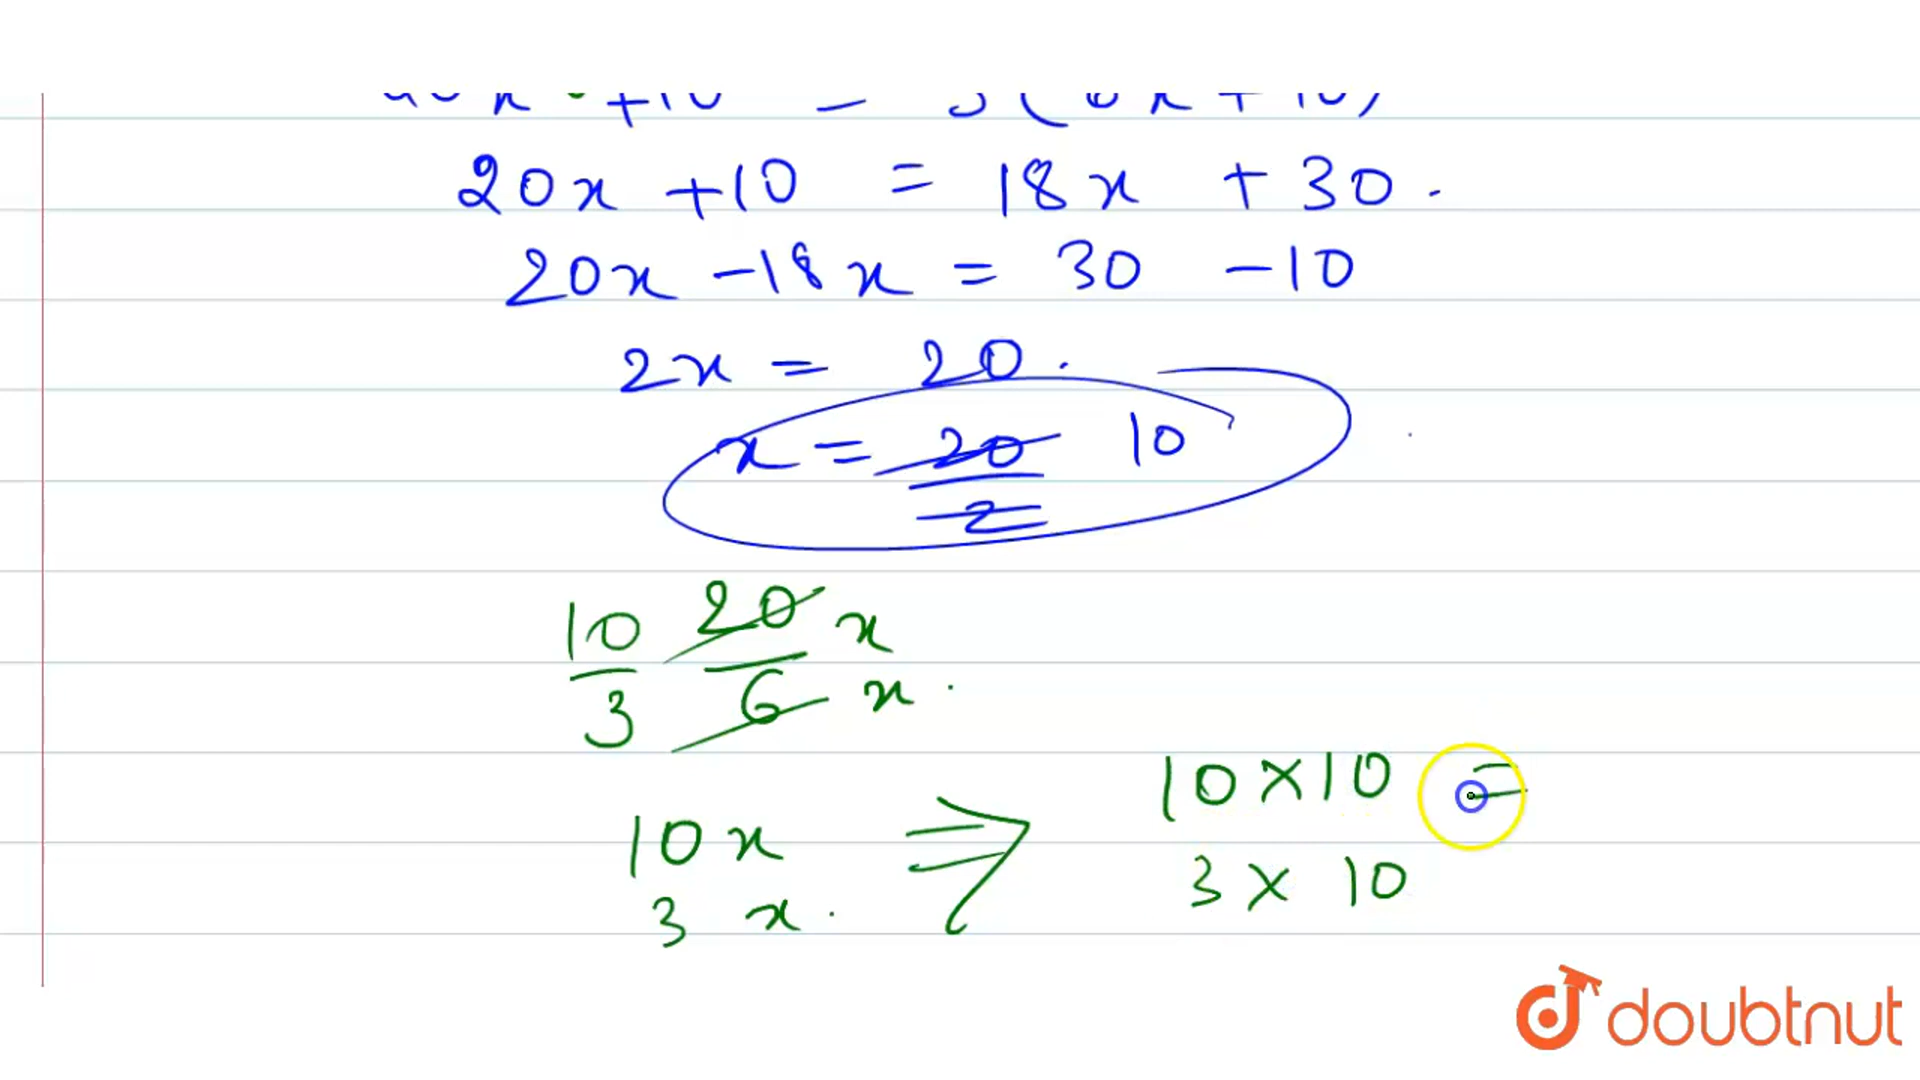 20x + 10 = 18x + 30.
20x - 18x = 30 - 10
2x = 20.
x = 20/2 10
10/3 20/6 x x.
10x ⇒ 10 × 10 =
3 x. 3 × 10
doubtnut